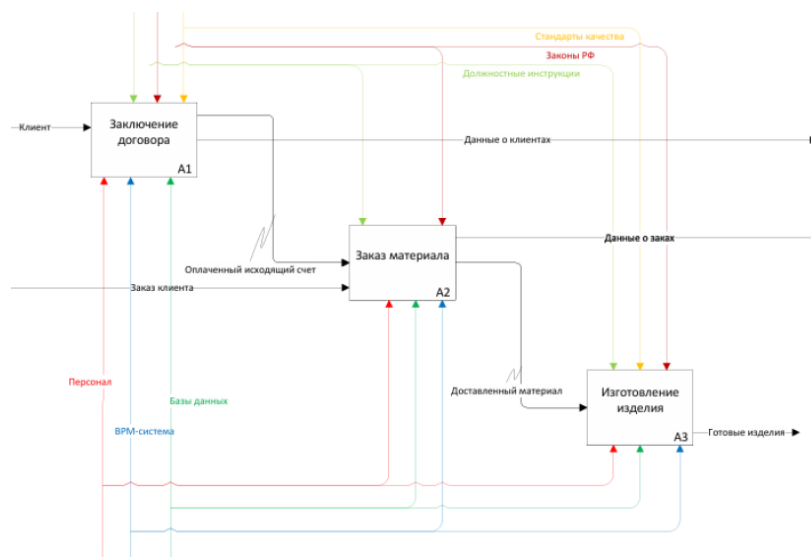 Стандарты качества
Законы РФ
Должностные инструкции
Клиент
Заключение
договора
A1
Данные о клиентах
Заказ материала
A2
Данные о заках
Оплаченный исходящий счет
Заказ клиента
Персонал
Базы данных
BPM-система
Доставленный материал
Изготовление
изделия
A3
Готовые изделия